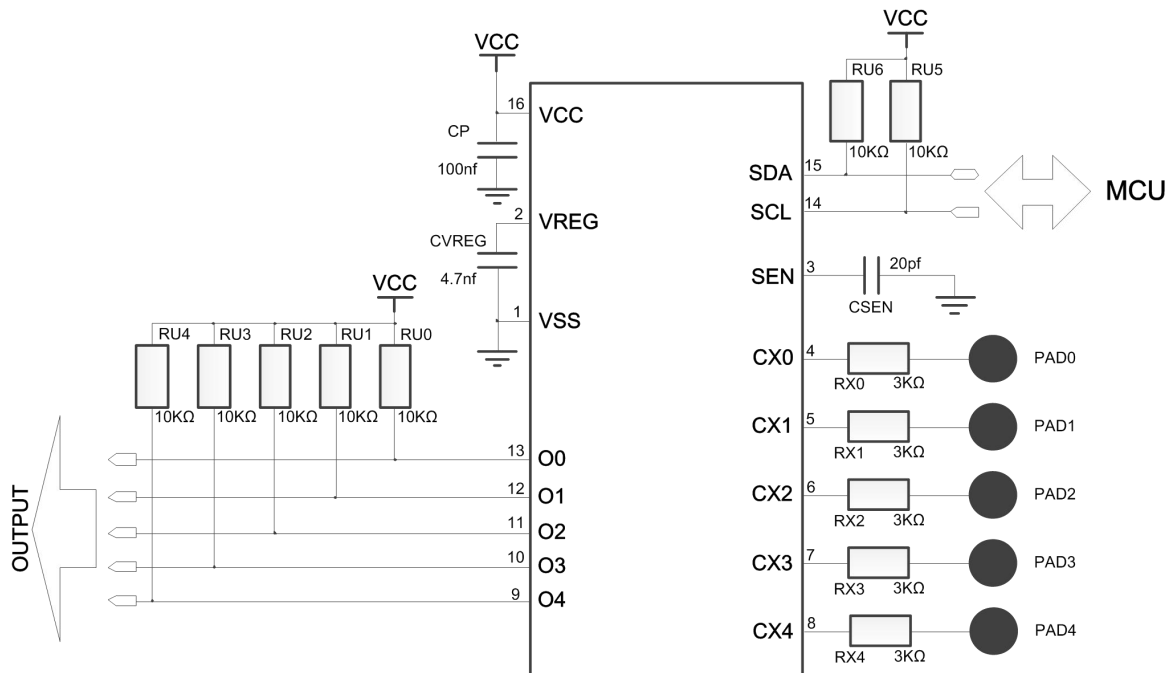 VCC
VCC
RU6
RU5
16
VCC
CP
100nf
10KΩ
10KΩ
SDA
15
MCU
SCL
14
2
VREG
CVREG
4.7nf
SEN
3
20pf
CSEN
VCC
1
VSS
RU4
RU3
RU2
RU1
RU0
10KΩ
10KΩ
10KΩ
10KΩ
10KΩ
CX0
4
RX0
3KΩ
PAD0
CX1
5
RX1
3KΩ
PAD1
13
O0
12
O1
11
O2
10
O3
9
O4
OUTPUT
CX2
6
RX2
3KΩ
PAD2
CX3
7
RX3
3KΩ
PAD3
CX4
8
RX4
3KΩ
PAD4